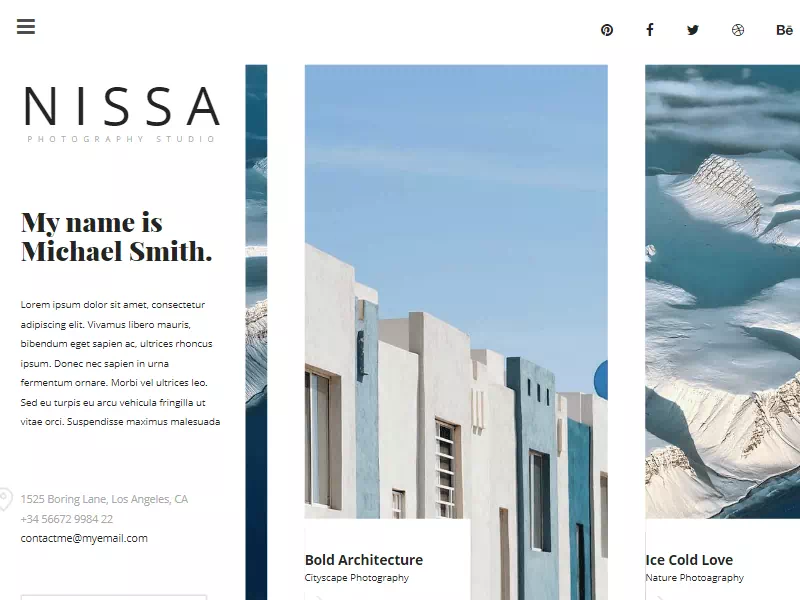 Bē
NISSA
PHOTOGRAPHY STUDIO
My name is
Michael Smith.
Lorem ipsum dolor sit amet, consectetur
adipiscing elit. Vivamus libero mauris,
bibendum eget sapien ac, ultrices rhoncus
ipsum. Donec nec sapien in urna
fermentum ornare. Morbi vel ultrices leo.
Sed eu turpis eu arcu vehicula fringilla ut
vitae orci. Suspendisse maximus malesuada
1525 Boring Lane, Los Angeles, CA
+34 56672 9984 22
contactme@myemail.com
Bold Architecture
Cityscape Photography
Ice Cold Love
Nature Photoagraphy